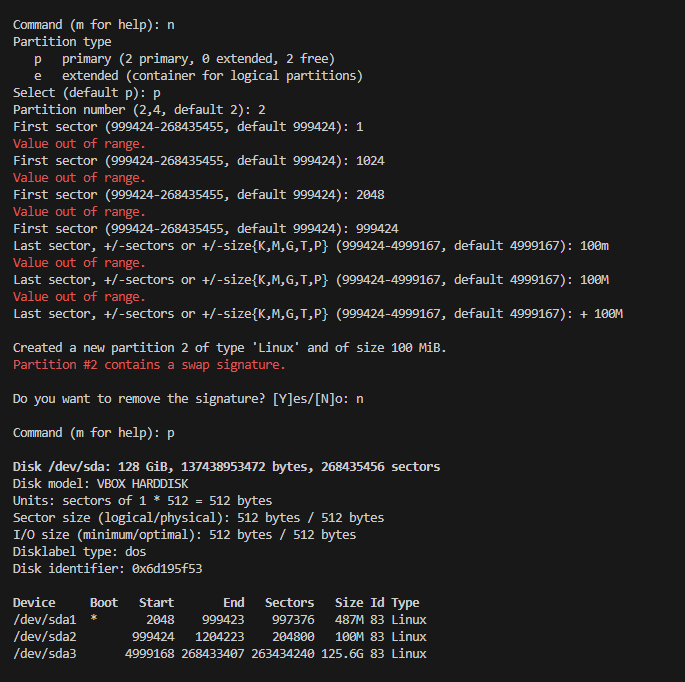 Command (m for help): n
Partition type
   p   primary (2 primary, 0 extended, 2 free)
   e   extended (container for logical partitions)
Select (default p): p
Partition number (2,4, default 2): 2
First sector (999424-268435455, default 999424): 1
Value out of range.
First sector (999424-268435455, default 999424): 1024
Value out of range.
First sector (999424-268435455, default 999424): 2048
Value out of range.
First sector (999424-268435455, default 999424): 999424
Last sector, +/-sectors or +/-size{K,M,G,T,P} (999424-4999167, default 4999167): 100m
Value out of range.
Last sector, +/-sectors or +/-size{K,M,G,T,P} (999424-4999167, default 4999167): 100M
Value out of range.
Last sector, +/-sectors or +/-size{K,M,G,T,P} (999424-4999167, default 4999167): + 100M

Created a new partition 2 of type 'Linux' and of size 100 MiB.
Partition #2 contains a swap signature.

Do you want to remove the signature? [Y]es/[N]o: n

Command (m for help): p

Disk /dev/sda: 128 GiB, 137438953472 bytes, 268435456 sectors
Disk model: VBOX HARDDISK
Units: sectors of 1 * 512 = 512 bytes
Sector size (logical/physical): 512 bytes / 512 bytes
I/O size (minimum/optimal): 512 bytes / 512 bytes
Disklabel type: dos
Disk identifier: 0x6d195f53

Device     Boot   Start       End   Sectors   Size Id Type
/dev/sda1  *       2048    999423    997376   487M 83 Linux
/dev/sda2        999424   1204223    204800   100M 83 Linux
/dev/sda3       4999168 268433407 263434240 125.6G 83 Linux